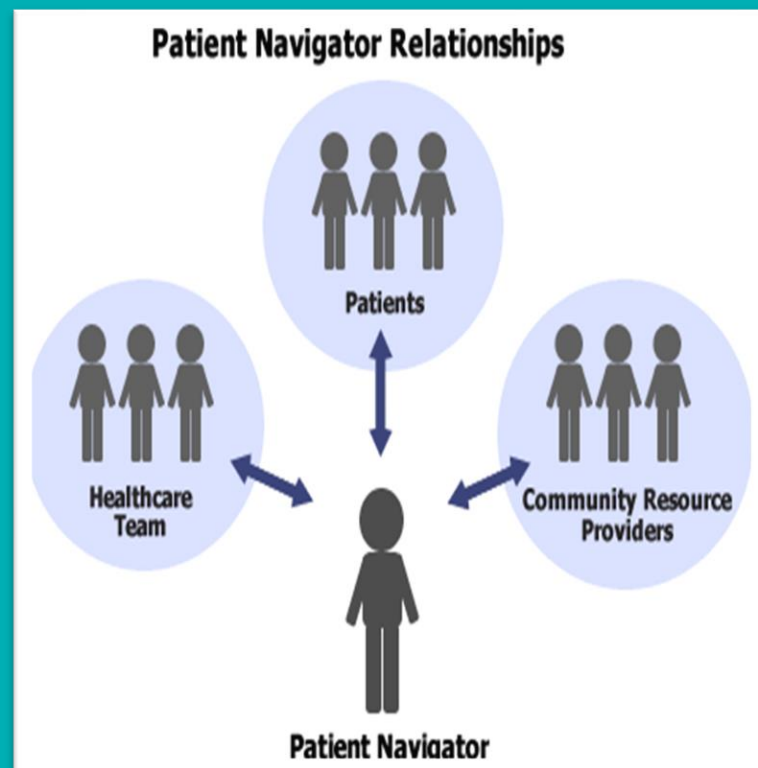 Patient Navigator Relationships
Patients
Healthcare
Team
Community Resource
Providers
Patient Navigator